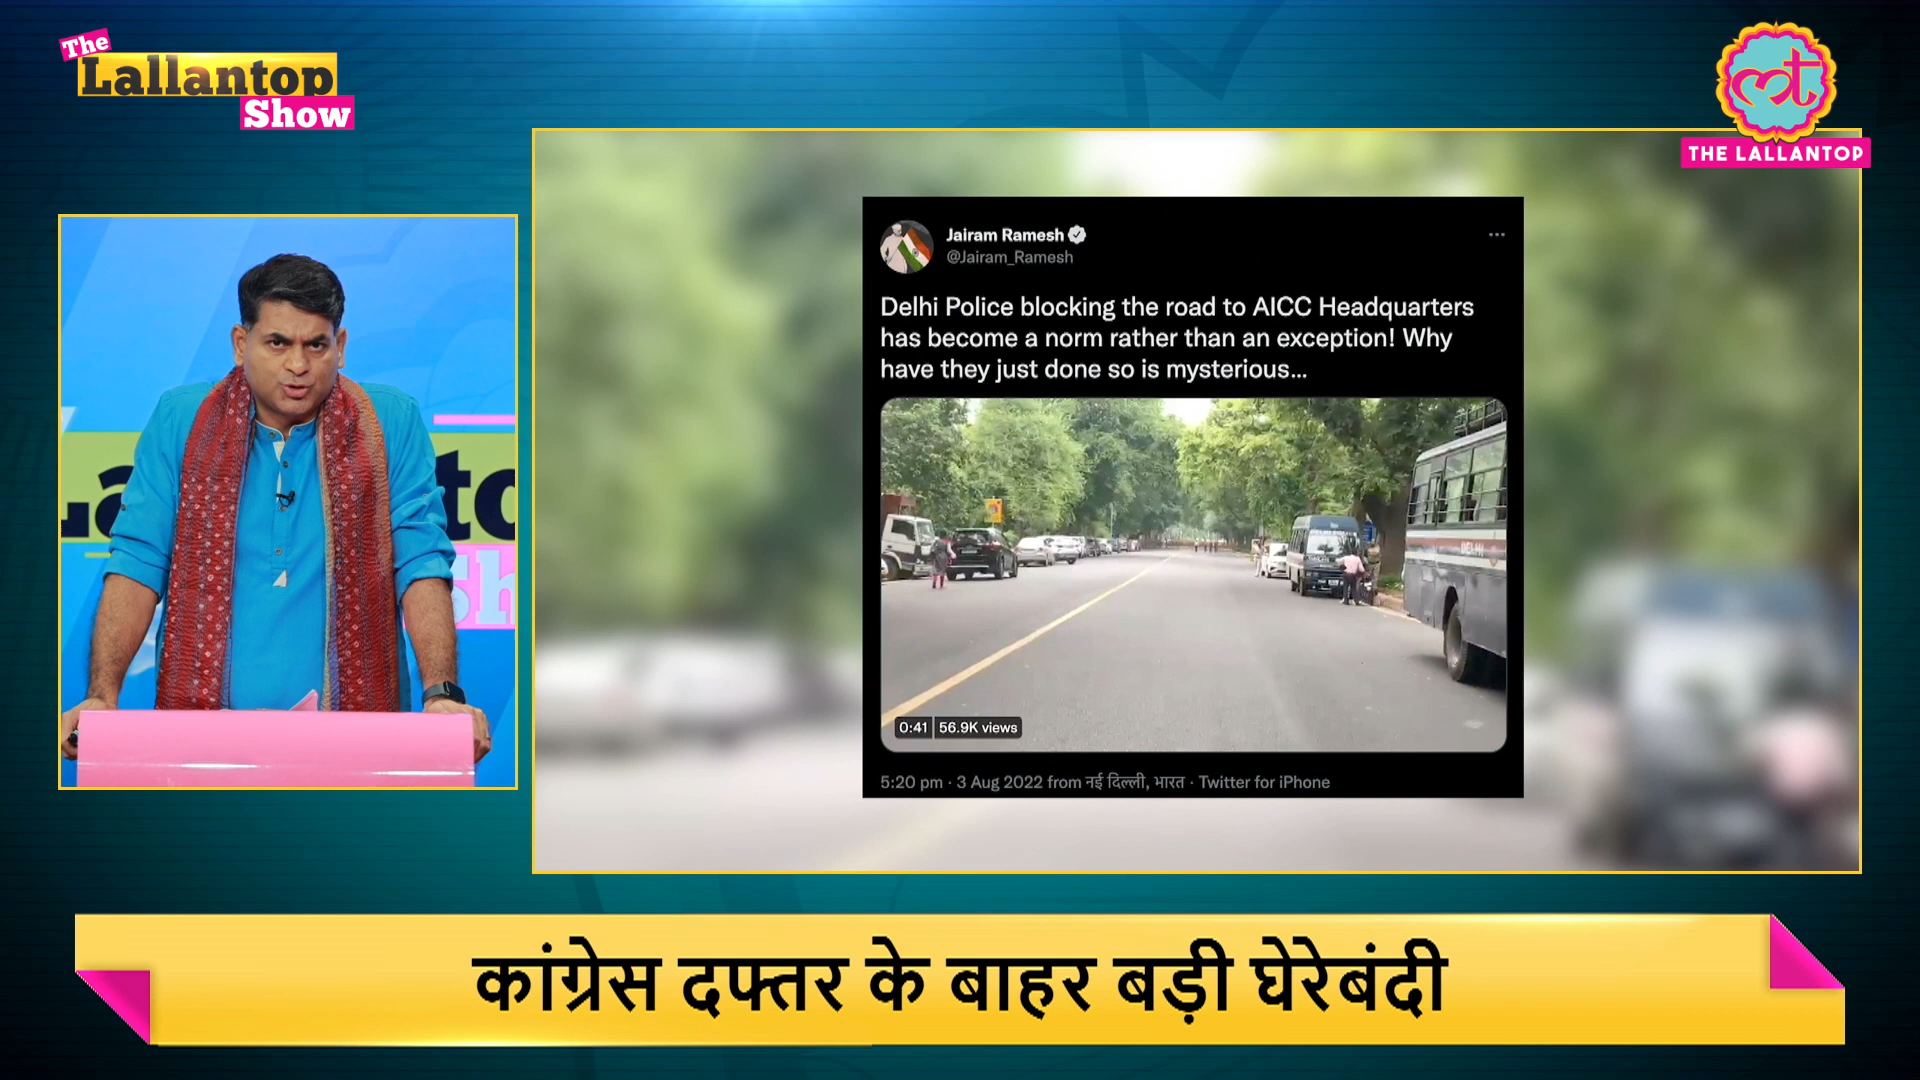 The
Lallantop
Show
THE LALLANTOP
Jairam Ramesh
@Jairam_Ramesh
Delhi Police blocking the road to AICC Headquarters
has become a norm rather than an exception! Why
have they just done so is mysterious...
DELHI
0:41 56.9K views
5:20 pm · 3 Aug 2022 from नई दिल्ली, भारत · Twitter for iPhone
कांग्रेस दफ्तर के बाहर बड़ी घेरेबंदी